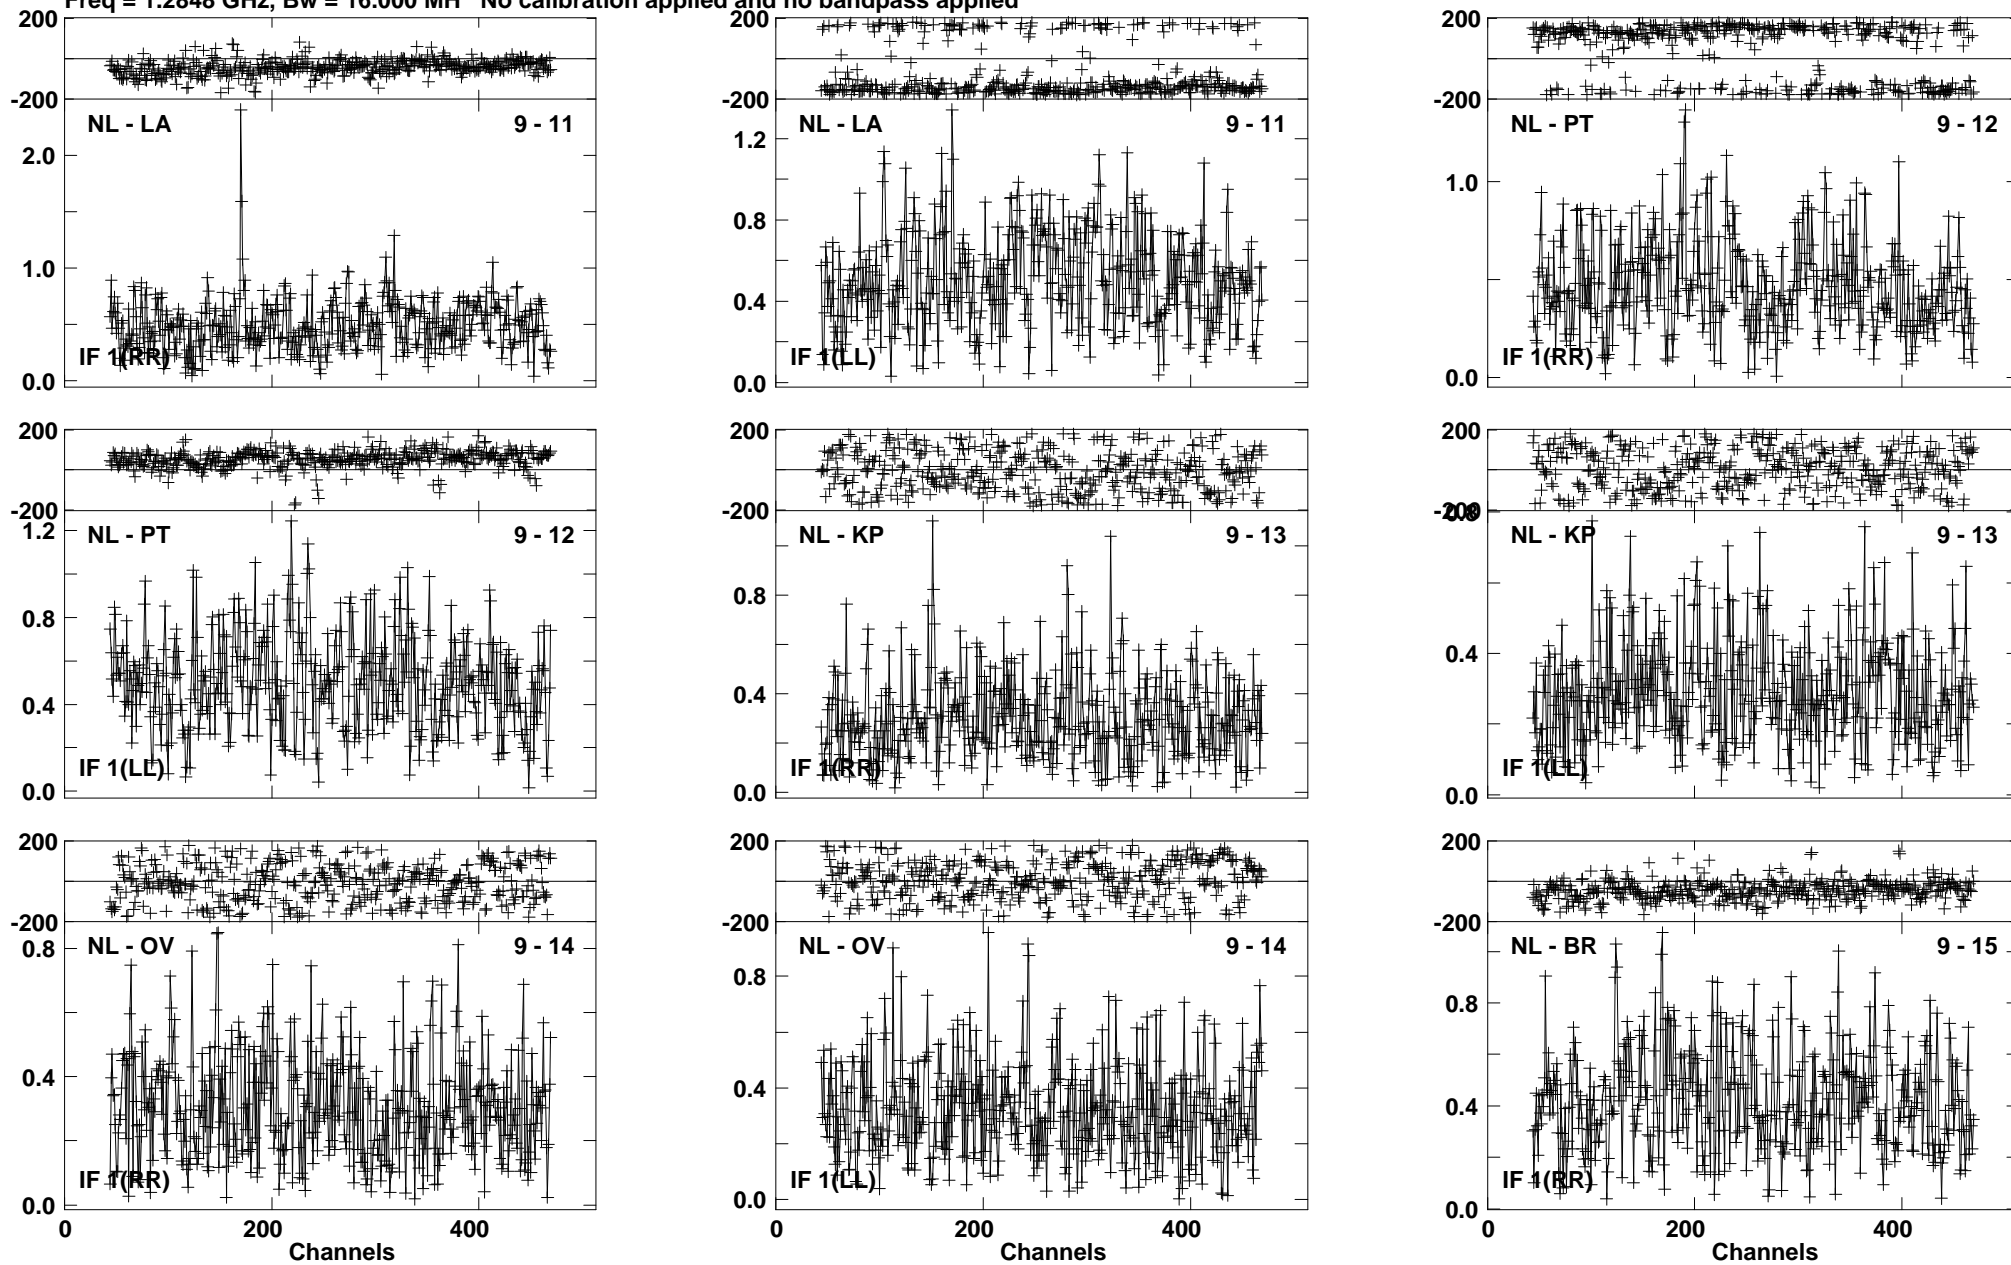 Freq = 1.2848 GHz, Bw = 16.000 MH No calibration applied and no bandpass applied
200
-200
NL - LA
9 - 11
2.0
1.0
0.0
IF 1(RR)
200
-200
NL - LA
9 - 11
1.2
0.8
0.4
0.0
IF 1(LL)
200
-200
NL - PT
9 - 12
1.0
0.0
IF 1(RR)
200
-200
NL - PT
9 - 12
1.2
0.8
0.4
0.0
IF 1(LL)
200
-200
NL - KP
9 - 13
0.8
0.4
0.0
IF 1(RR)
200
-200
0.8
NL - KP
9 - 13
0.4
0.0
IF 1(LL)
200
-200
NL - OV
9 - 14
0.8
0.4
0.0
IF 1(RR)
0
200
400
Channels
200
-200
NL - OV
9 - 14
0.8
0.4
0.0
IF 1(LL)
0
200
400
Channels
200
-200
NL - BR
9 - 15
0.8
0.4
0.0
IF 1(RR)
0
200
400
Channels